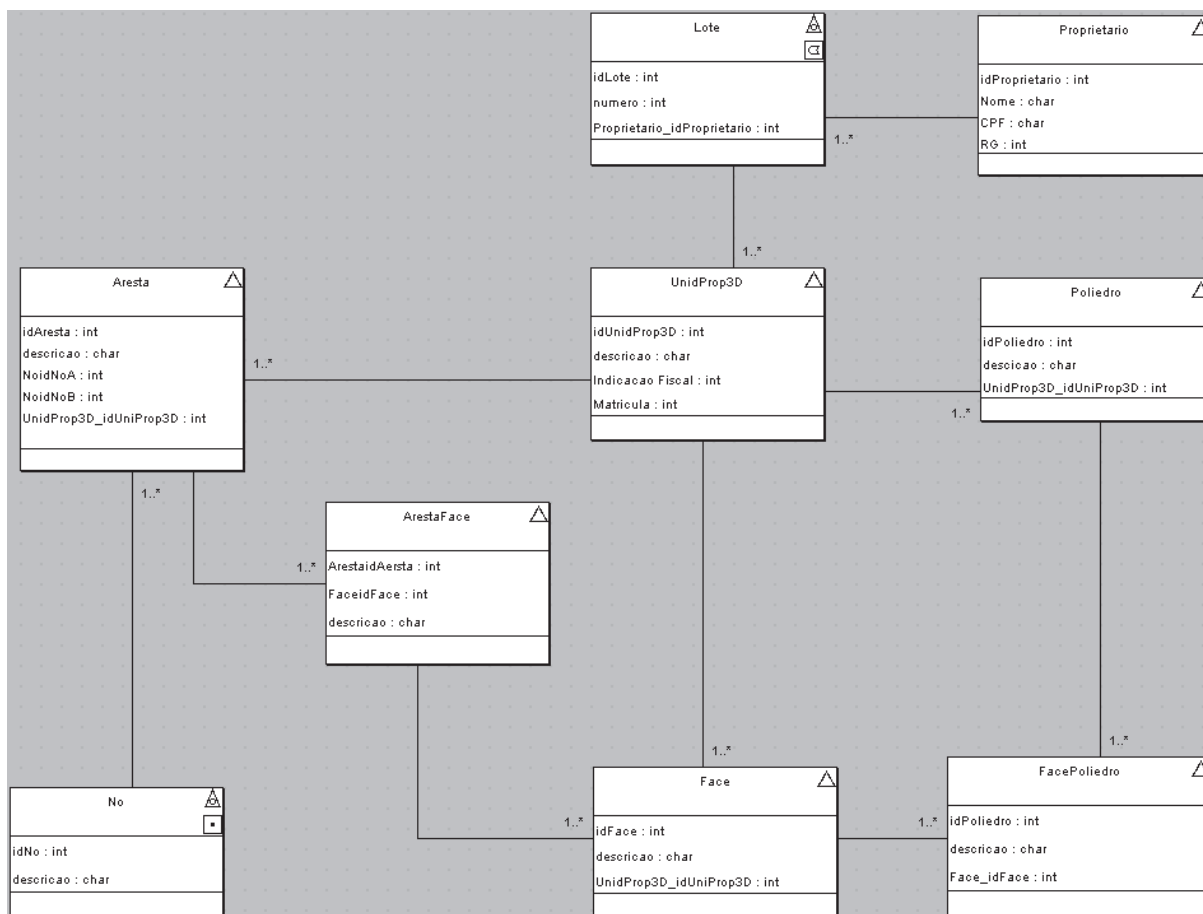 Lote
idLote : int
numero : int
Proprietario_idProprietario : int
1..*
Proprietario
idProprietario : int
Nome : char
CPF : char
RG : int
1..*
Aresta
idAresta : int
descricao : char
NoidNoA : int
NoidNoB : int
UnidProp3D_idUniProp3D : int
1..*
UnidProp3D
idUnidProp3D : int
descricao : char
Indicacao Fiscal : int
Matricula : int
1..*
Poliedro
idPoliedro : int
descicao : char
UnidProp3D_idUniProp3D : int
1..*
ArestaFace
ArestaidAersta : int
FaceidFace : int
descricao : char
1..*
1..*
1..*
No
idNo : int
descricao : char
1..*
Face
idFace : int
descricao : char
UnidProp3D_idUniProp3D : int
1..*
FacePoliedro
idPoliedro : int
descricao : char
Face_idFace : int